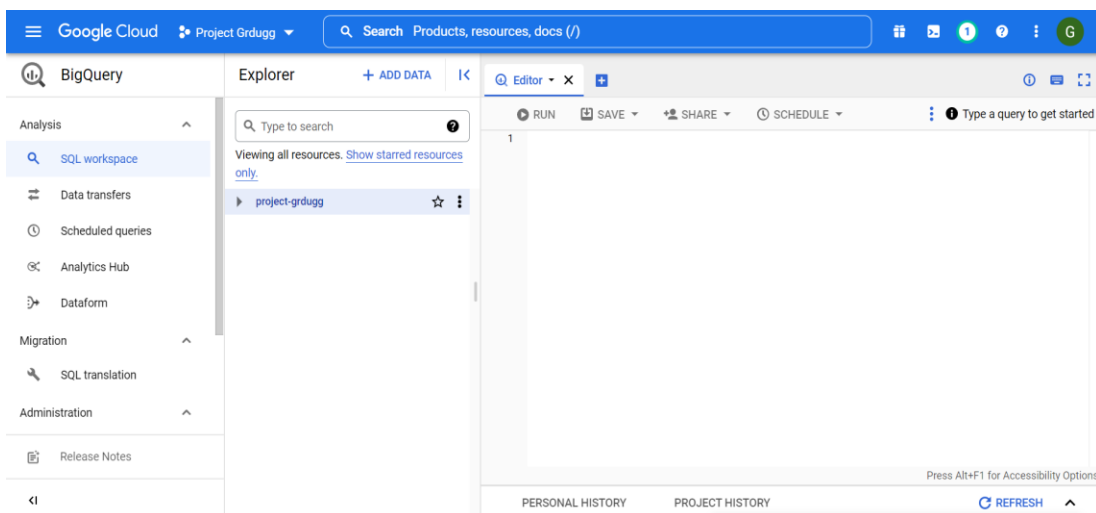 Google Cloud
Project Grdugg
Search Products, resources, docs (/)
1
G
BigQuery
Analysis
SQL workspace
Data transfers
Scheduled queries
Analytics Hub
Dataform
Migration
SQL translation
Administration
Release Notes
Explorer
+ ADD DATA
Type to search
Viewing all resources. Show starred resources
only.
project-grdugg
Editor
RUN
SAVE
SHARE
SCHEDULE
Type a query to get started
1
Press Alt+F1 for Accessibility Options
PERSONAL HISTORY
PROJECT HISTORY
REFRESH